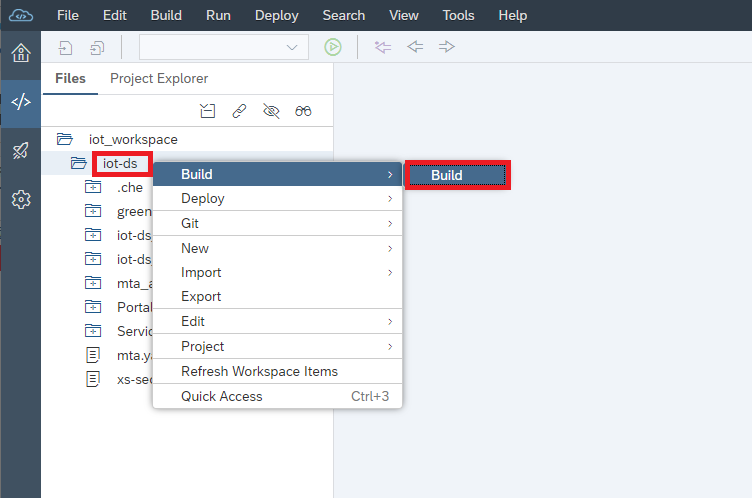 File Edit Build Run Deploy Search View Tools Help
Files Project Explorer
iot_workspace
iot-ds
.che
green
iot-ds
iot-ds
mta_a
Portal
Servic
mta.ya
xs-sec
Build
Deploy
Git
New
Import
Export
Edit
Project
Refresh Workspace Items
Quick Access Ctrl+3
Build